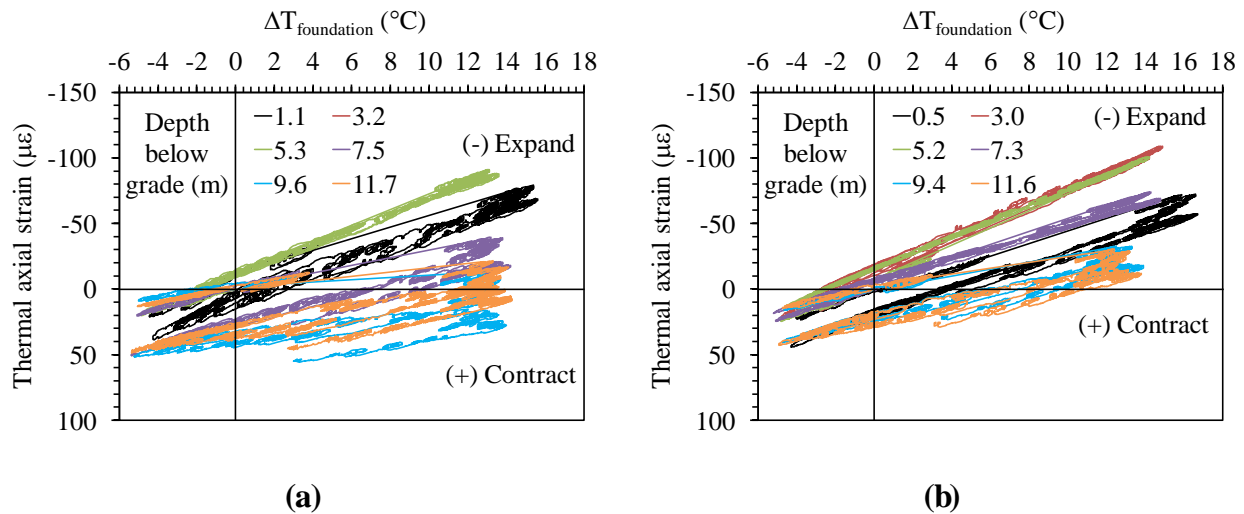 ΔTfoundation (°C)
-6 -4 -2 0 2 4 6 8 10 12 14 16 18
-150
-100
-50
0
50
100
Thermal axial strain (με)
Depth below grade (m)
1.1 3.2
5.3 7.5
9.6 11.7
(-) Expand
(+) Contract
(a)
ΔTfoundation (°C)
-6 -4 -2 0 2 4 6 8 10 12 14 16 18
-150
-100
-50
0
50
100
Thermal axial strain (με)
Depth below grade (m)
0.5 3.0
5.2 7.3
9.4 11.6
(-) Expand
(+) Contract
(b)